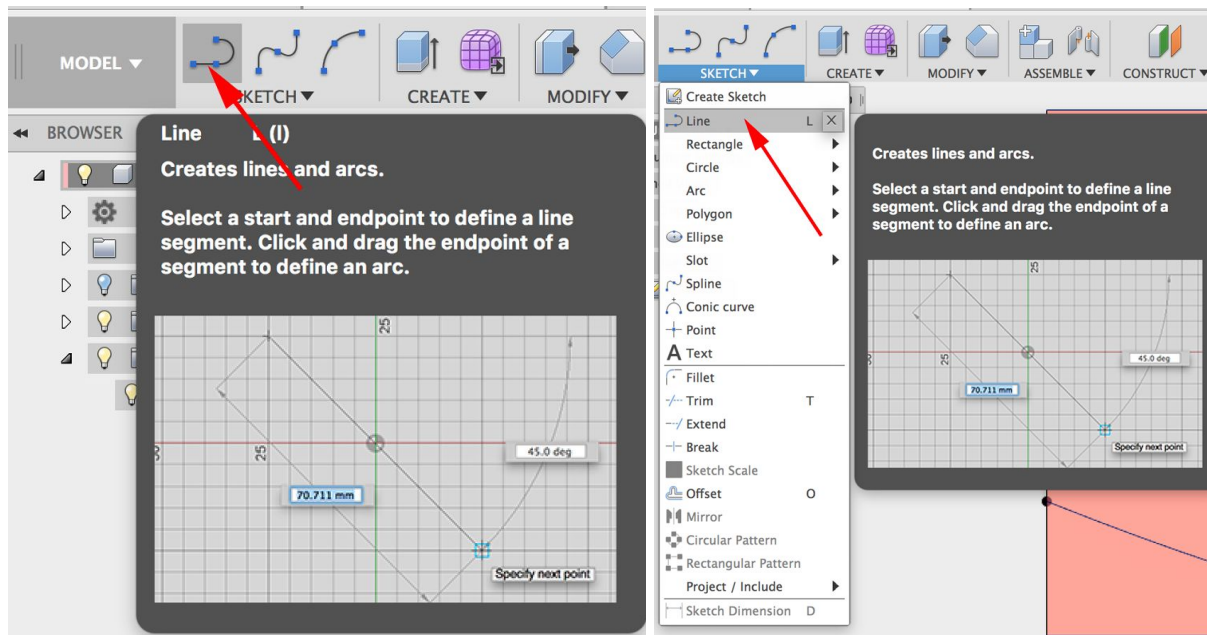 MODEL ▼
SKETCH ▼
CREATE ▼
MODIFY ▼
BROWSER
Line L (l)
Creates lines and arcs.
Select a start and endpoint to define a line
segment. Click and drag the endpoint of a
segment to define an arc.
25
25
45.0 deg
70.711 mm
Specify next point
SKETCH ▼
CREATE ▼
MODIFY ▼
ASSEMBLE ▼
CONSTRUCT ▼
Create Sketch
Line L
Rectangle
Circle
Arc
Polygon
Ellipse
Slot
Spline
Conic curve
Point
A Text
Fillet
Trim T
Extend
Break
Sketch Scale
Offset O
Mirror
Circular Pattern
Rectangular Pattern
Project / Include
Sketch Dimension D
Creates lines and arcs.
Select a start and endpoint to define a line
segment. Click and drag the endpoint of a
segment to define an arc.
25
25
45.0 deg
70.711 mm
Specify next point